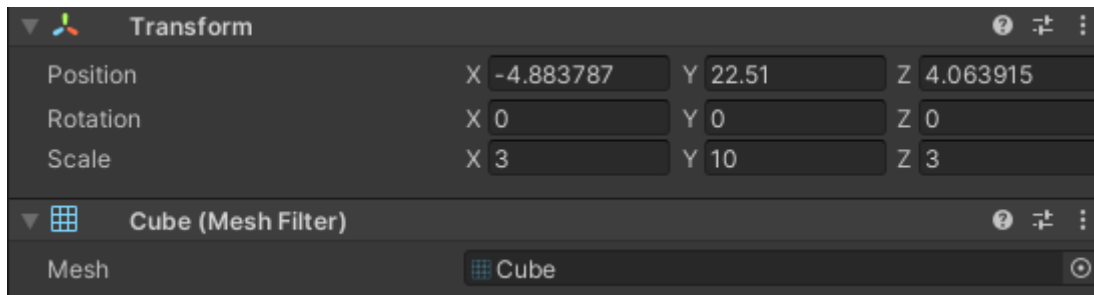 Transform
Position X -4.883787 Y 22.51 Z 4.063915
Rotation X 0 Y 0 Z 0
Scale X 3 Y 10 Z 3
Cube (Mesh Filter)
Mesh Cube